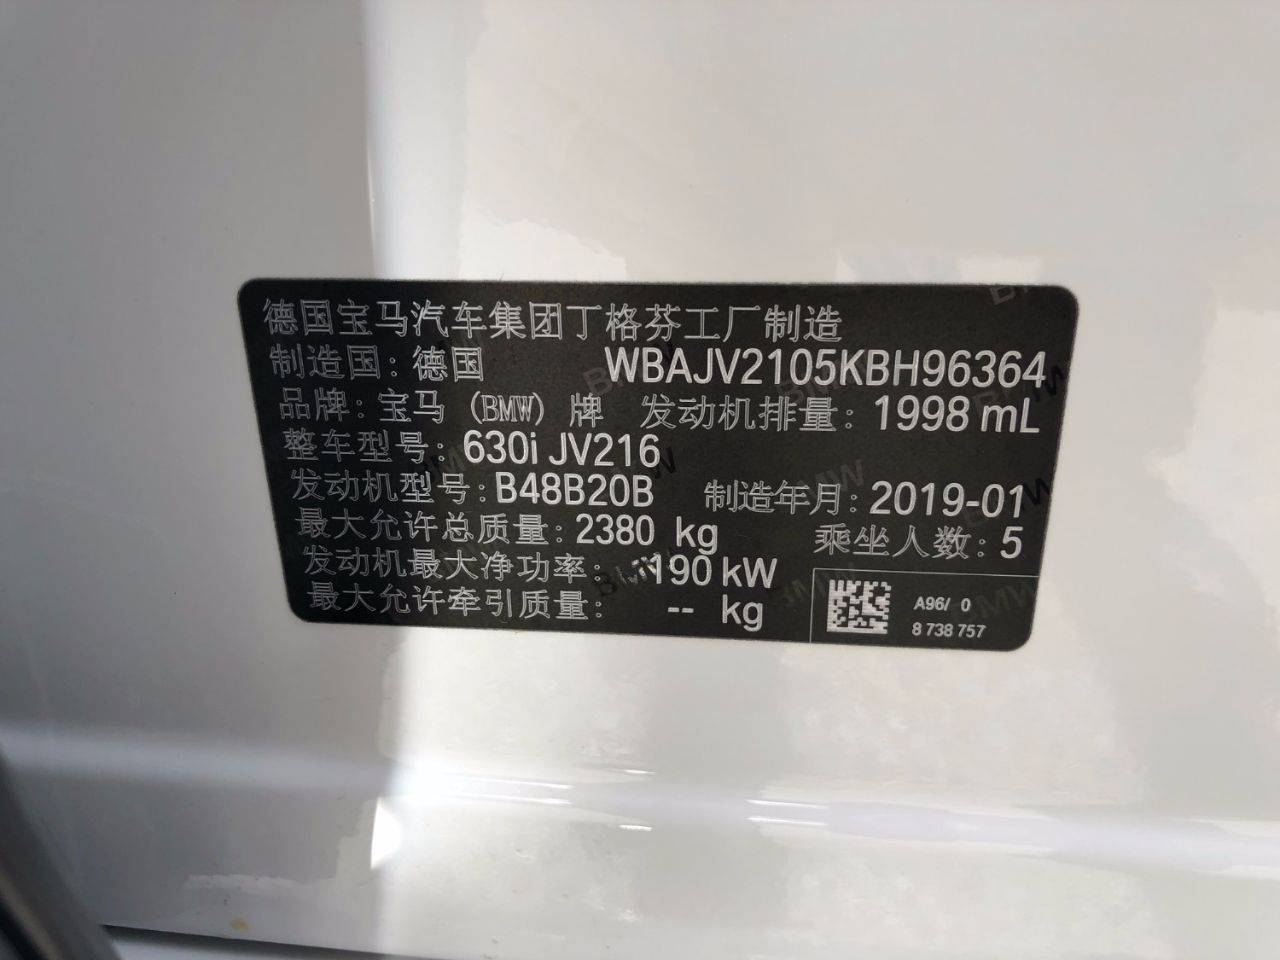 德国宝马汽车集团丁格芬工厂制造
制造国：德国 WBAJV2105KBH96364
品牌：宝马 (BMW) 牌 发动机排量：1998 mL
整车型号：630i JV216
发动机型号：B48B20B 制造年月：2019-01
最大允许总质量：2380 kg 乘坐人数：5
发动机最大净功率： 190 kW
最大允许牵引质量： -- kg
A96/ 0
8 738 757